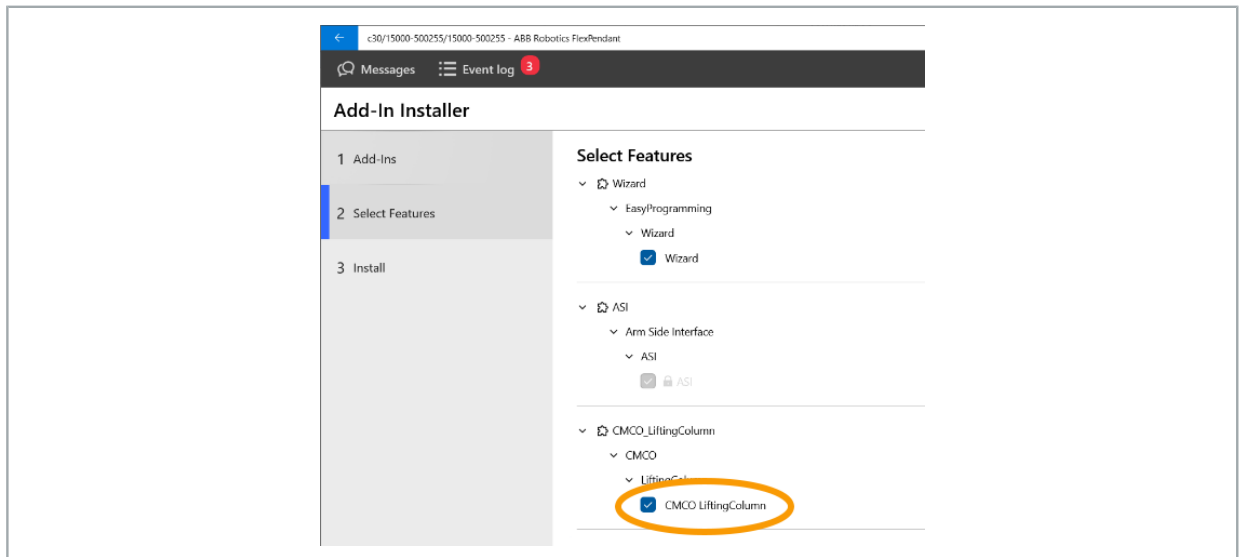 c30/15000-500255/15000-500255 - ABB Robotics FlexPendant
Messages Event log 3
Add-In Installer
1 Add-Ins
2 Select Features
3 Install
Select Features
Wizard
EasyProgramming
Wizard
Wizard
ASI
Arm Side Interface
ASI
ASI
CMCO_LiftingColumn
CMCO
LiftingColumn
CMCO LiftingColumn